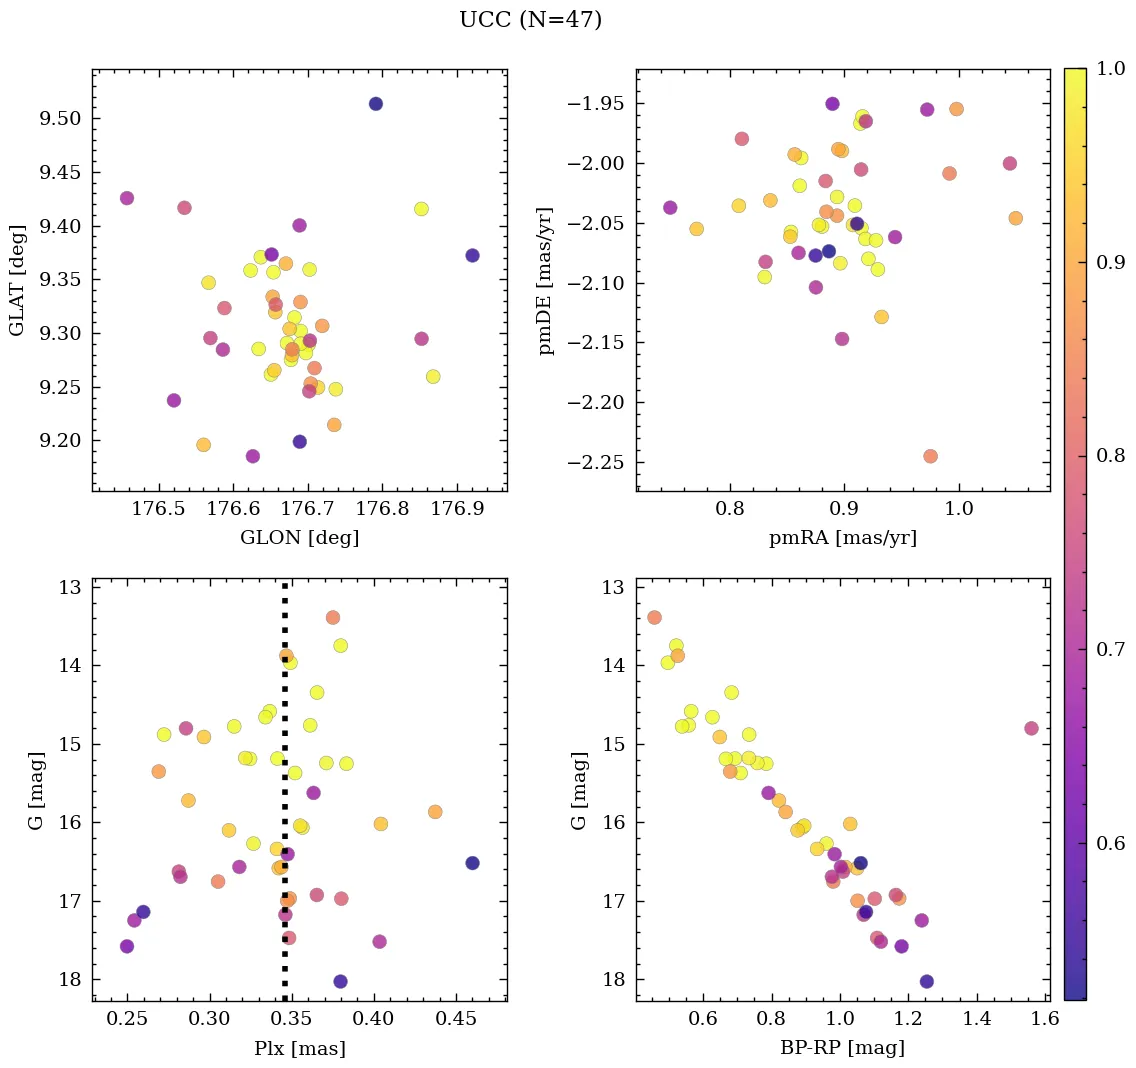 UCC (N=47)
9.50
9.45
9.40
9.35
9.30
9.25
9.20
GLAT [deg]
176.5 176.6 176.7 176.8 176.9
GLON [deg]
−1.95
−2.00
−2.05
−2.10
−2.15
−2.20
−2.25
pmDE [mas/yr]
0.8 0.9 1.0
pmRA [mas/yr]
13
14
15
16
17
18
G [mag]
0.25 0.30 0.35 0.40 0.45
Plx [mas]
13
14
15
16
17
18
G [mag]
0.6 0.8 1.0 1.2 1.4 1.6
BP-RP [mag]
1.0
0.9
0.8
0.7
0.6